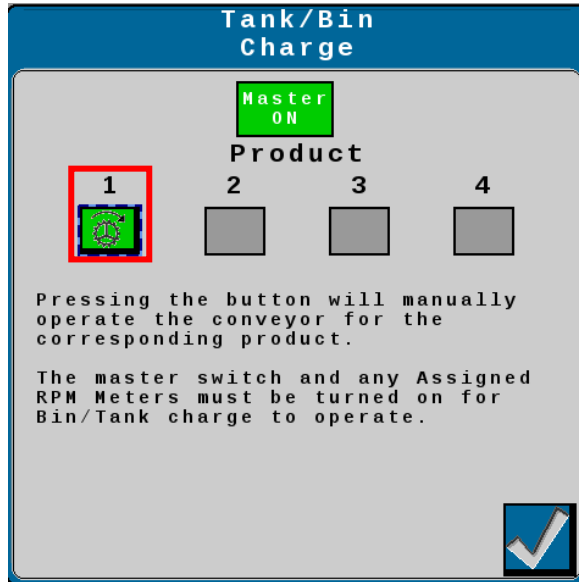 Tank/Bin
Charge
Master
ON
Product
1 2 3 4
Pressing the button will manually
operate the conveyor for the
corresponding product.
The master switch and any Assigned
RPM Meters must be turned on for
Bin/Tank charge to operate.